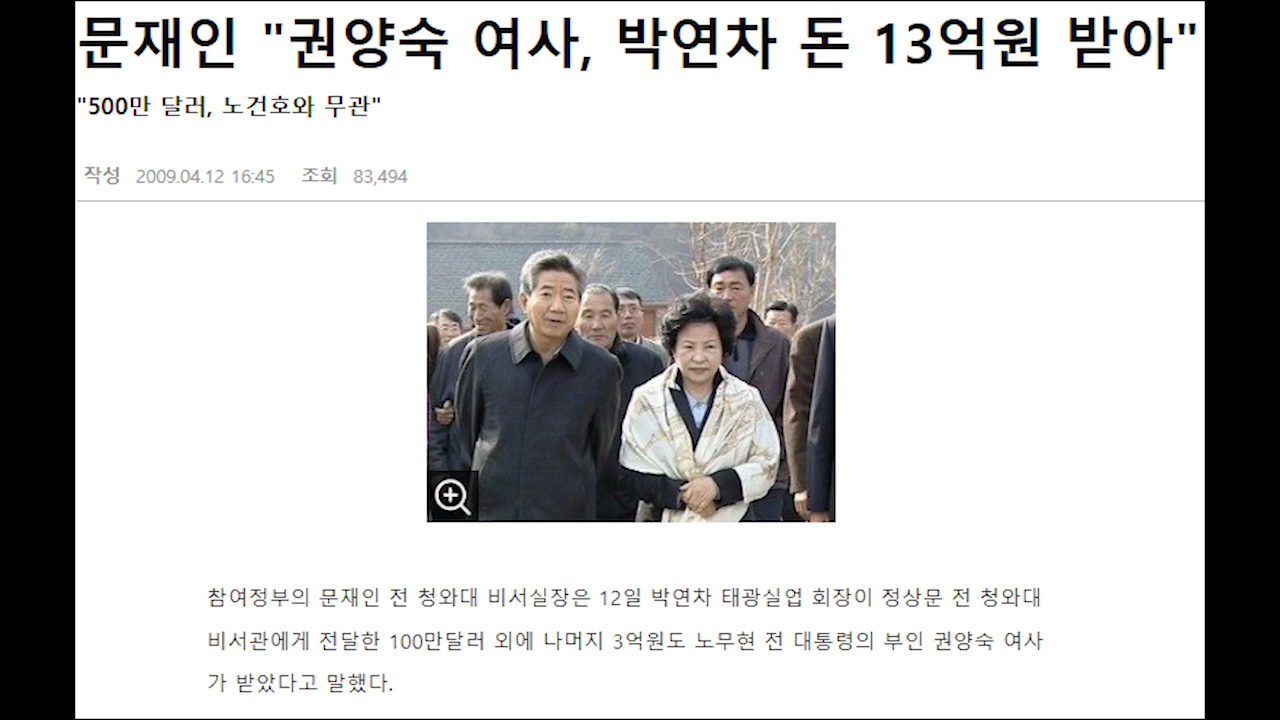 문재인 "권양숙 여사, 박연차 돈 13억원 받아"
"500만 달러, 노건호와 무관"
작성 2009.04.12 16:45 조회 83,494
참여정부의 문재인 전 청와대 비서실장은 12일 박연차 태광실업 회장이 정상문 전 청와대
비서관에게 전달한 100만달러 외에 나머지 3억원도 노무현 전 대통령의 부인 권양숙 여사
가 받았다고 말했다.